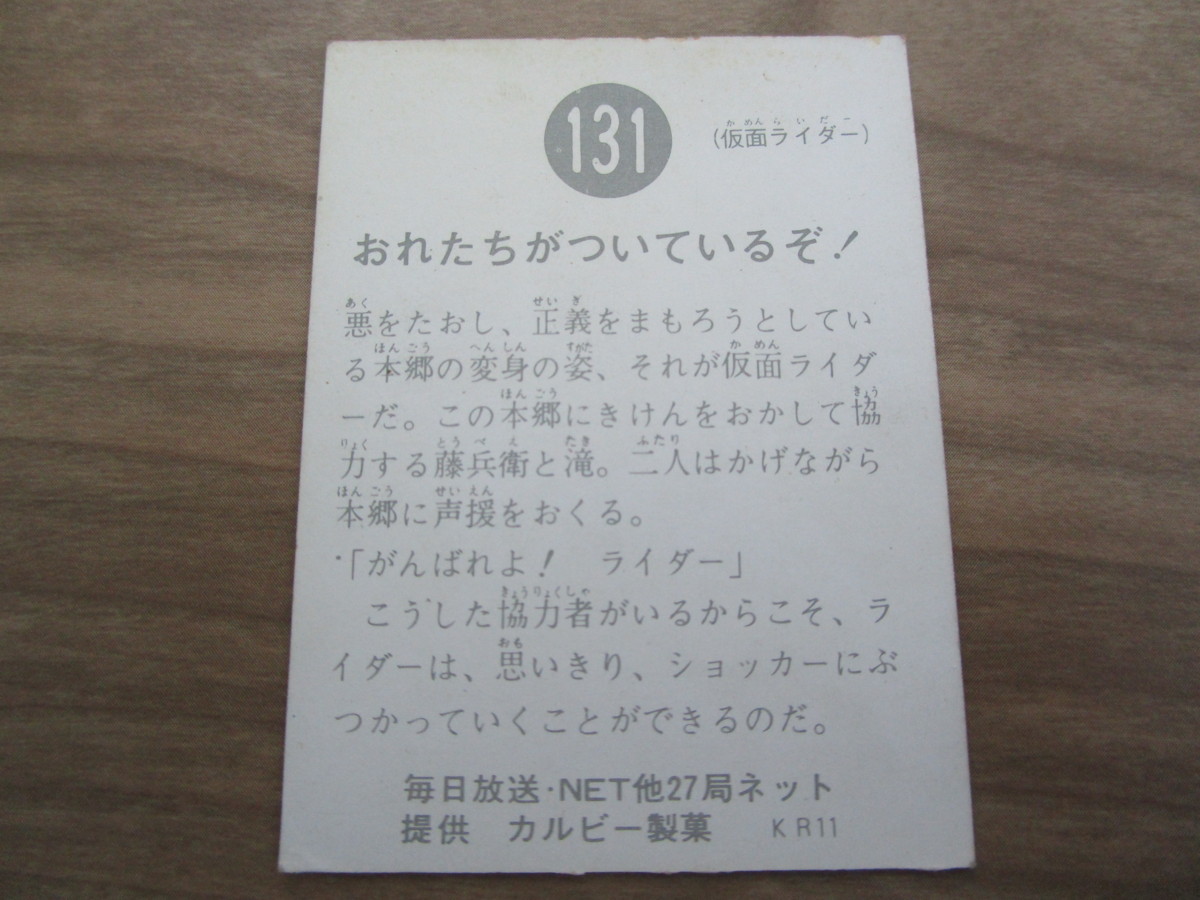 131
(仮面ライダー)
おれたちがついているぞ!
悪をたおし、正義をまもろうとしてい
る本郷の変身の姿、それが仮面ライダ
ーだ。この本郷にきけんをおかして協
力する藤兵衛と滝。二人はかげながら
本郷に声援をおくる。
「がんばれよ! ライダー」
こうした協力者がいるからこそ、ラ
イダーは、思いきり、ショッカーにぶ
つかっていくことができるのだ。
毎日放送・NET他27局ネット
提供 カルビー製菓 KR11